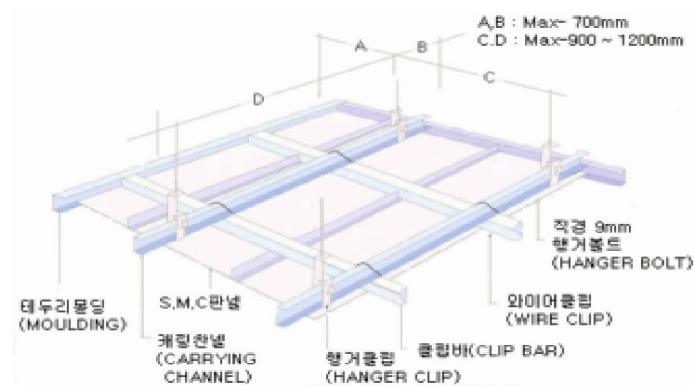 A,B : Max- 700mm
C.D : Max-900 ~ 1200mm
A
B
C
D
직경 9mm
행거볼트
(HANGER BOLT)
와이어클립
(WIRE CLIP)
클립바(CLIP BAR)
행거클립
(HANGER CLIP)
캐링찬넬
(CARRYING
CHANNEL)
S,M,C판넬
테두리몰딩
(MOULDING)